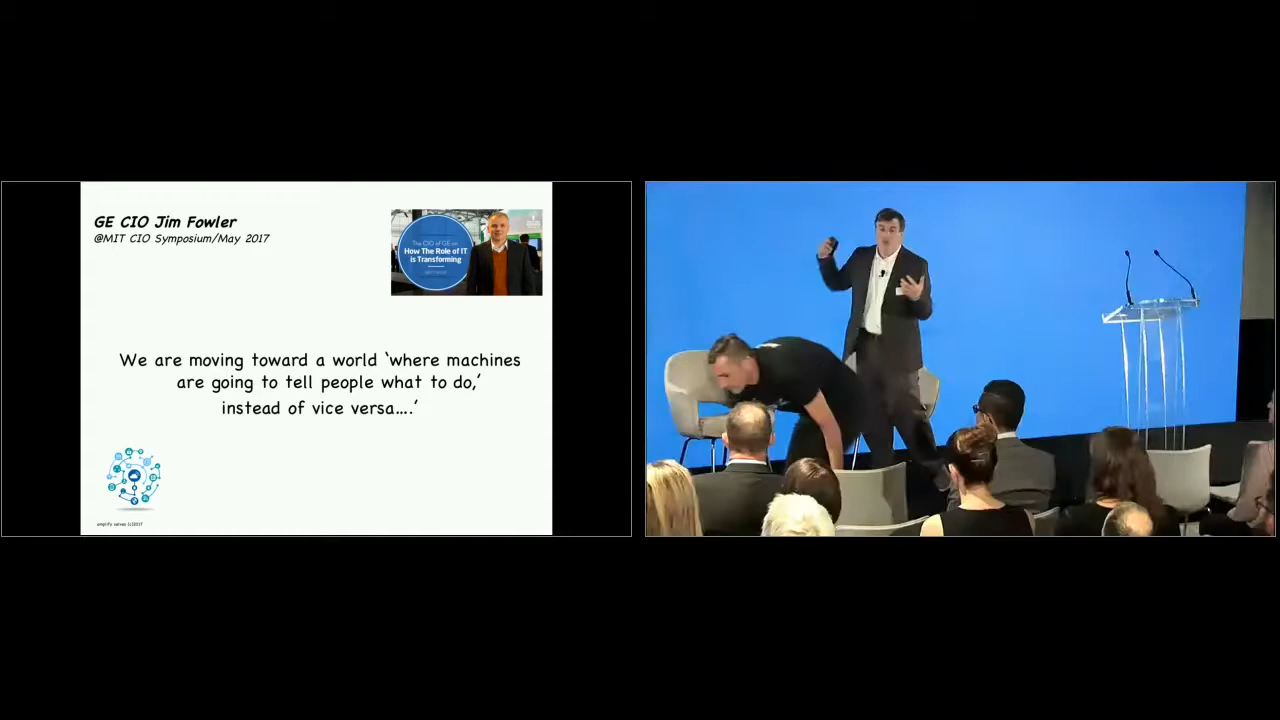 GE CIO Jim Fowler
@MIT CIO Symposium/May 2017
The CIO of GE on
How The Role of IT
is Transforming
We are moving toward a world ‘where machines
are going to tell people what to do,’
instead of vice versa….’